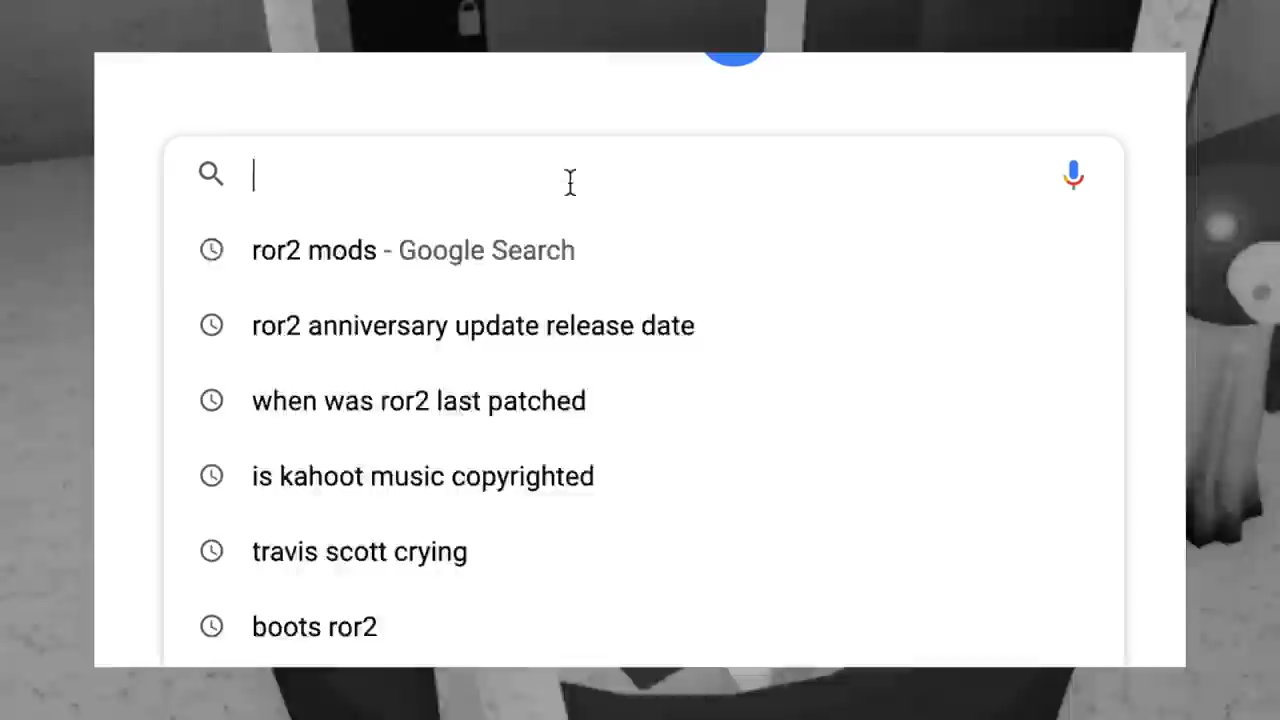 ror2 mods - Google Search
ror2 anniversary update release date
when was ror2 last patched
is kahoot music copyrighted
travis scott crying
boots ror2